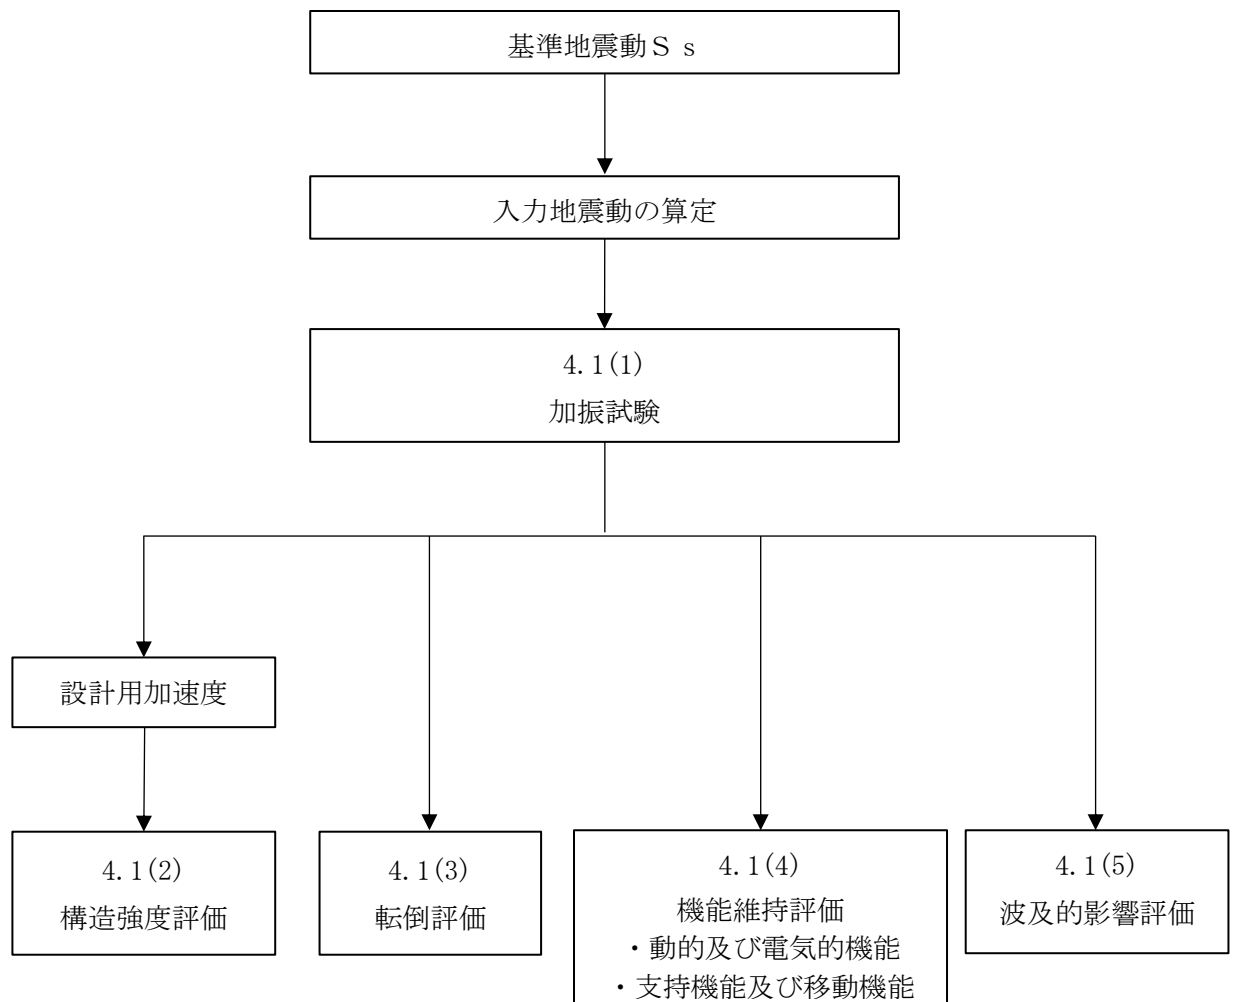 基準地震動Ｓｓ
入力地震動の算定
4.1(1)
加振試験
設計用加速度
4.1(2)
構造強度評価
4.1(3)
転倒評価
4.1(4)
機能維持評価
・動的及び電気的機能
・支持機能及び移動機能
4.1(5)
波及的影響評価